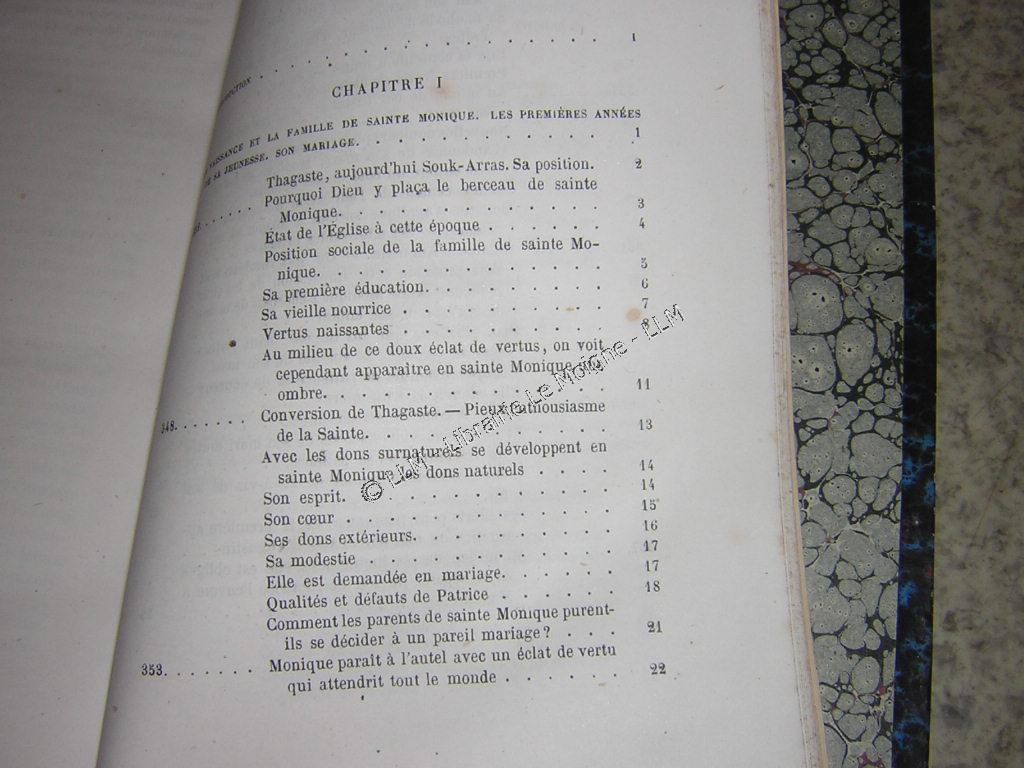 . . . . . . . . . . . . . . I
CHAPITRE I
ET LA FAMILLE DE SAINTE MONIQUE. LES PREMIÈRES ANNÉES
SA JEUNESSE. SON MARIAGE. . . . . . . . . . . 1
Thagaste, aujourd'hui Souk-Arras. Sa position. 2
Pourquoi Dieu y plaça le berceau de sainte
Monique. . . . . . . . . . . . . 3
État de l'Église à cette époque . . . . . . 4
Position sociale de la famille de sainte Mo-
nique. . . . . . . . . . . . . . 5
Sa première éducation. . . . . . . . . 6
Sa vieille nourrice . . . . . . . . . . 7
Vertus naissantes . . . . . . . . . . 8
Au milieu de ce doux éclat de vertus, on voit
cependant apparaître en sainte Monique
ombre. . . . . . . . . . . . . . 11
348. . . . . . . Conversion de Thagaste. — Pieux enthousiasme
de la Sainte. . . . . . . . . . . . 13
Avec les dons surnaturels se développent en
sainte Monique les dons naturels . . . . 14
Son esprit. . . . . . . . . . . . . 14
Son cœur . . . . . . . . . . . . . 15
Ses dons extérieurs. . . . . . . . . . 16
Sa modestie . . . . . . . . . . . . 17
Elle est demandée en mariage. . . . . . 17
Qualités et défauts de Patrice . . . . . . 18
Comment les parents de sainte Monique purent-
ils se décider à un pareil mariage? . . . 21
353. . . . . . . Monique paraît à l'autel avec un éclat de vertu
qui attendrit tout le monde . . . . . . 22
© LLM - Librairie Le Moigne - LLM